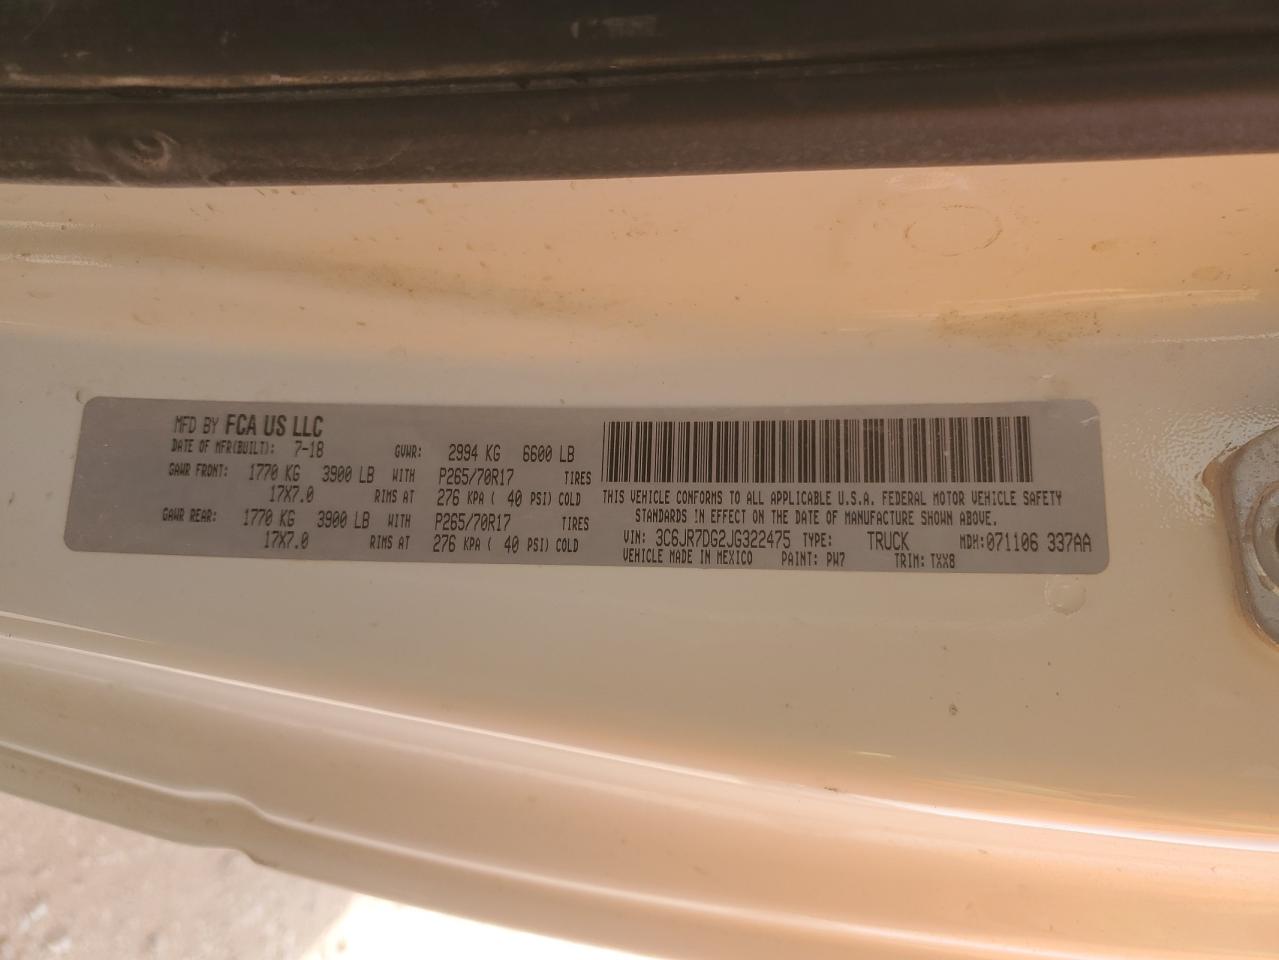 MFD BY FCA US LLC
DATE OF MFR(BUILT): 7-18 GVWR: 2994 KG 6600 LB
GAWR FRONT: 1770 KG 3900 LB WITH P265/70R17 TIRES
17X7.0 RIMS AT 276 KPA ( 40 PSI) COLD
GAWR REAR: 1770 KG 3900 LB WITH P265/70R17 TIRES
17X7.0 RIMS AT 276 KPA ( 40 PSI) COLD
THIS VEHICLE CONFORMS TO ALL APPLICABLE U.S.A. FEDERAL MOTOR VEHICLE SAFETY
STANDARDS IN EFFECT ON THE DATE OF MANUFACTURE SHOWN ABOVE.
VIN: 3C6JR7DG2JG322475 TYPE: TRUCK MDH:071106 337AA
VEHICLE MADE IN MEXICO PAINT: PW7 TRIM: TXX8